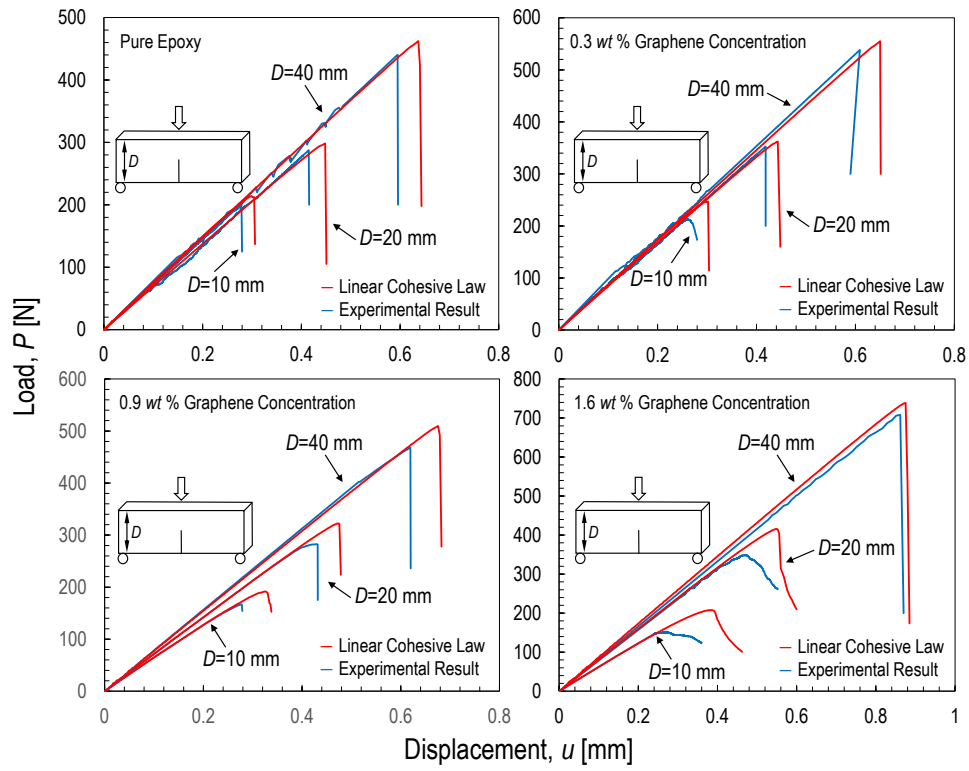 Load, P [N]
500
400
300
200
100
0
Pure Epoxy
D=40 mm
D
D=20 mm
D=10 mm
Linear Cohesive Law
Experimental Result
0 0.2 0.4 0.6 0.8
600
500
400
300
200
100
0
0.3 wt % Graphene Concentration
D=40 mm
D
D=20 mm
D=10 mm
Linear Cohesive Law
Experimental Result
0 0.2 0.4 0.6 0.8
600
500
400
300
200
100
0
0.9 wt % Graphene Concentration
D=40 mm
D
D=20 mm
D=10 mm
Linear Cohesive Law
Experimental Result
0 0.2 0.4 0.6 0.8
800
700
600
500
400
300
200
100
0
1.6 wt % Graphene Concentration
D=40 mm
D
D=20 mm
D=10 mm
Linear Cohesive Law
Experimental Result
0 0.2 0.4 0.6 0.8 1
Displacement, u [mm]